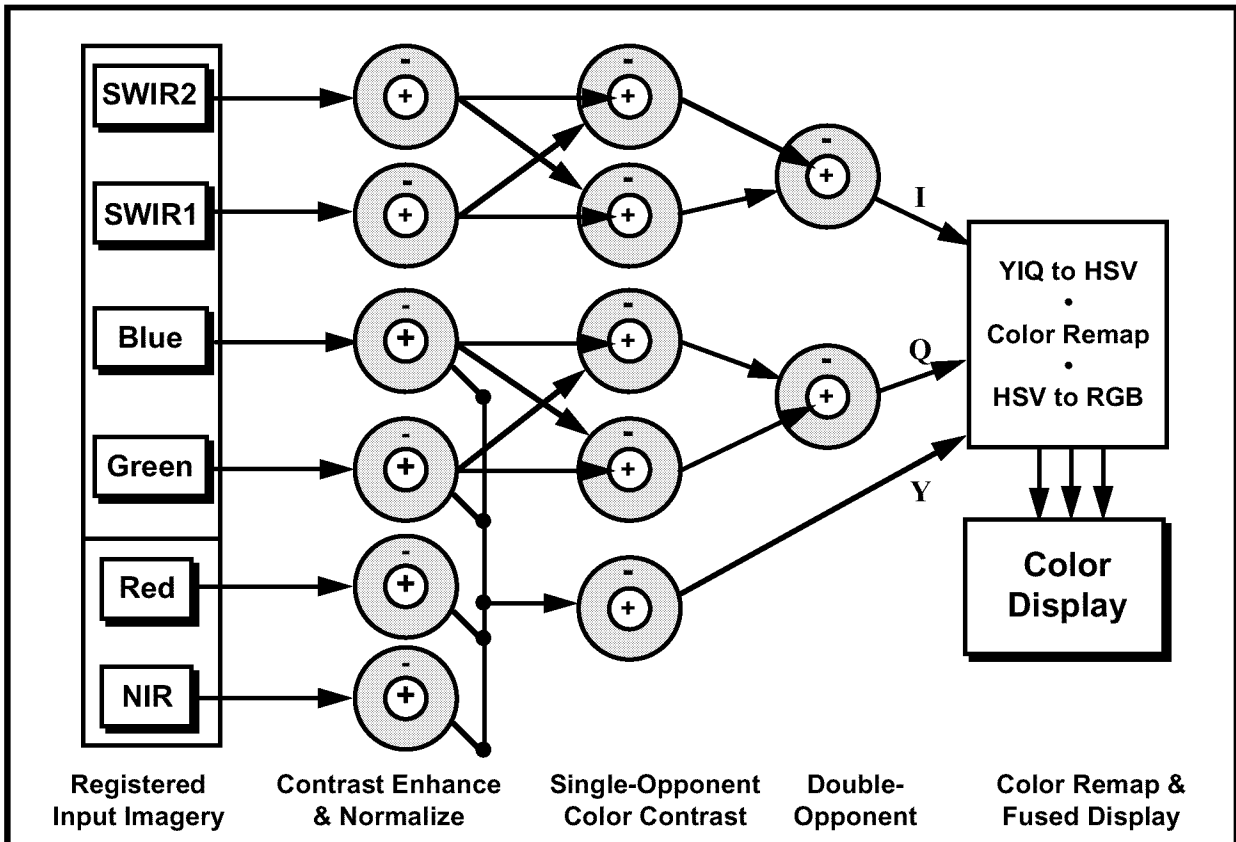 SWIR2
SWIR1
Blue
Green
Red
NIR
- + - + - +
- + - + - +
- + - + - +
- + - +
- + - +
- +
I
Q
Y
YIQ to HSV
•
Color Remap
•
HSV to RGB
Color
Display
Registered
Input Imagery
Contrast Enhance
& Normalize
Single-Opponent
Color Contrast
Double-
Opponent
Color Remap &
Fused Display